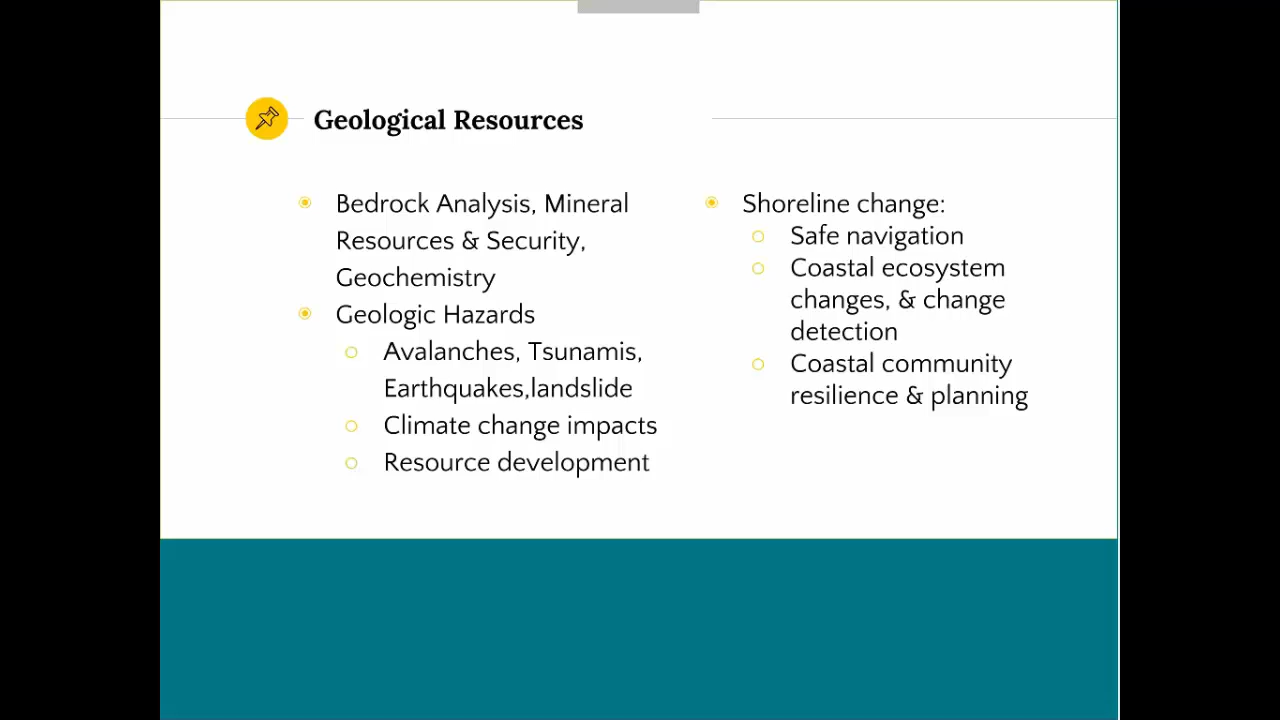 Geological Resources
Bedrock Analysis, Mineral
Resources & Security,
Geochemistry
Geologic Hazards
Avalanches, Tsunamis,
Earthquakes,landslide
Climate change impacts
Resource development
Shoreline change:
Safe navigation
Coastal ecosystem
changes, & change
detection
Coastal community
resilience & planning